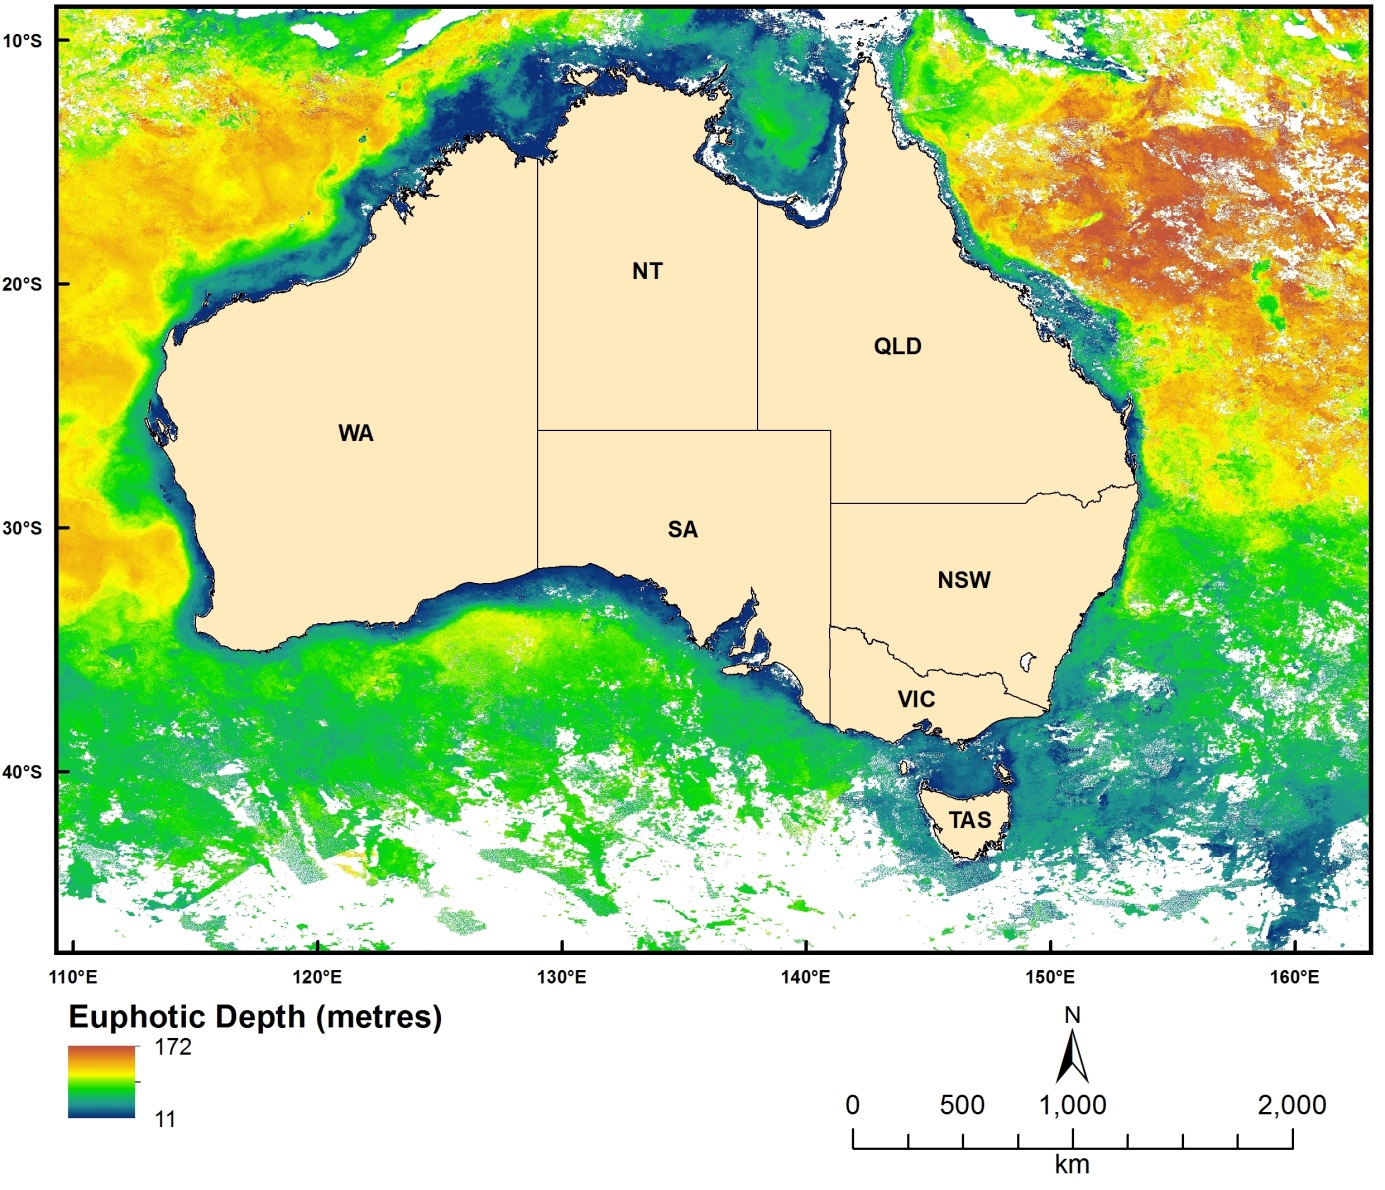 10°S
20°S
30°S
40°S
NT
QLD
WA
SA
NSW
VIC
TAS
110°E 120°E 130°E 140°E 150°E 160°E
Euphotic Depth (metres)
172
11
N
0 500 1,000 2,000
km